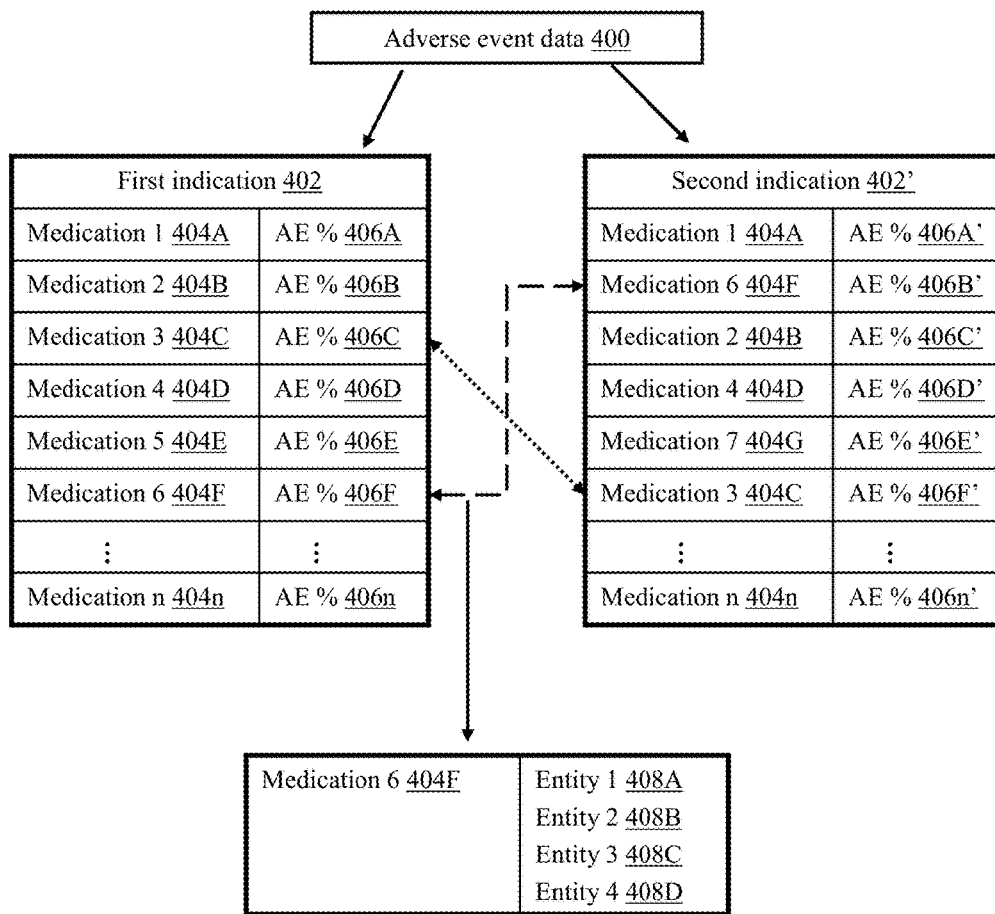 Adverse event data 400
First indication 402
Medication 1 404A AE % 406A
Medication 2 404B AE % 406B
Medication 3 404C AE % 406C
Medication 4 404D AE % 406D
Medication 5 404E AE % 406E
Medication 6 404F AE % 406F
⋮ ⋮
Medication n 404n AE % 406n
Second indication 402’
Medication 1 404A AE % 406A’
Medication 6 404F AE % 406B’
Medication 2 404B AE % 406C’
Medication 4 404D AE % 406D’
Medication 7 404G AE % 406E’
Medication 3 404C AE % 406F’
⋮ ⋮
Medication n 404n AE % 406n’
Medication 6 404F Entity 1 408A
Entity 2 408B
Entity 3 408C
Entity 4 408D